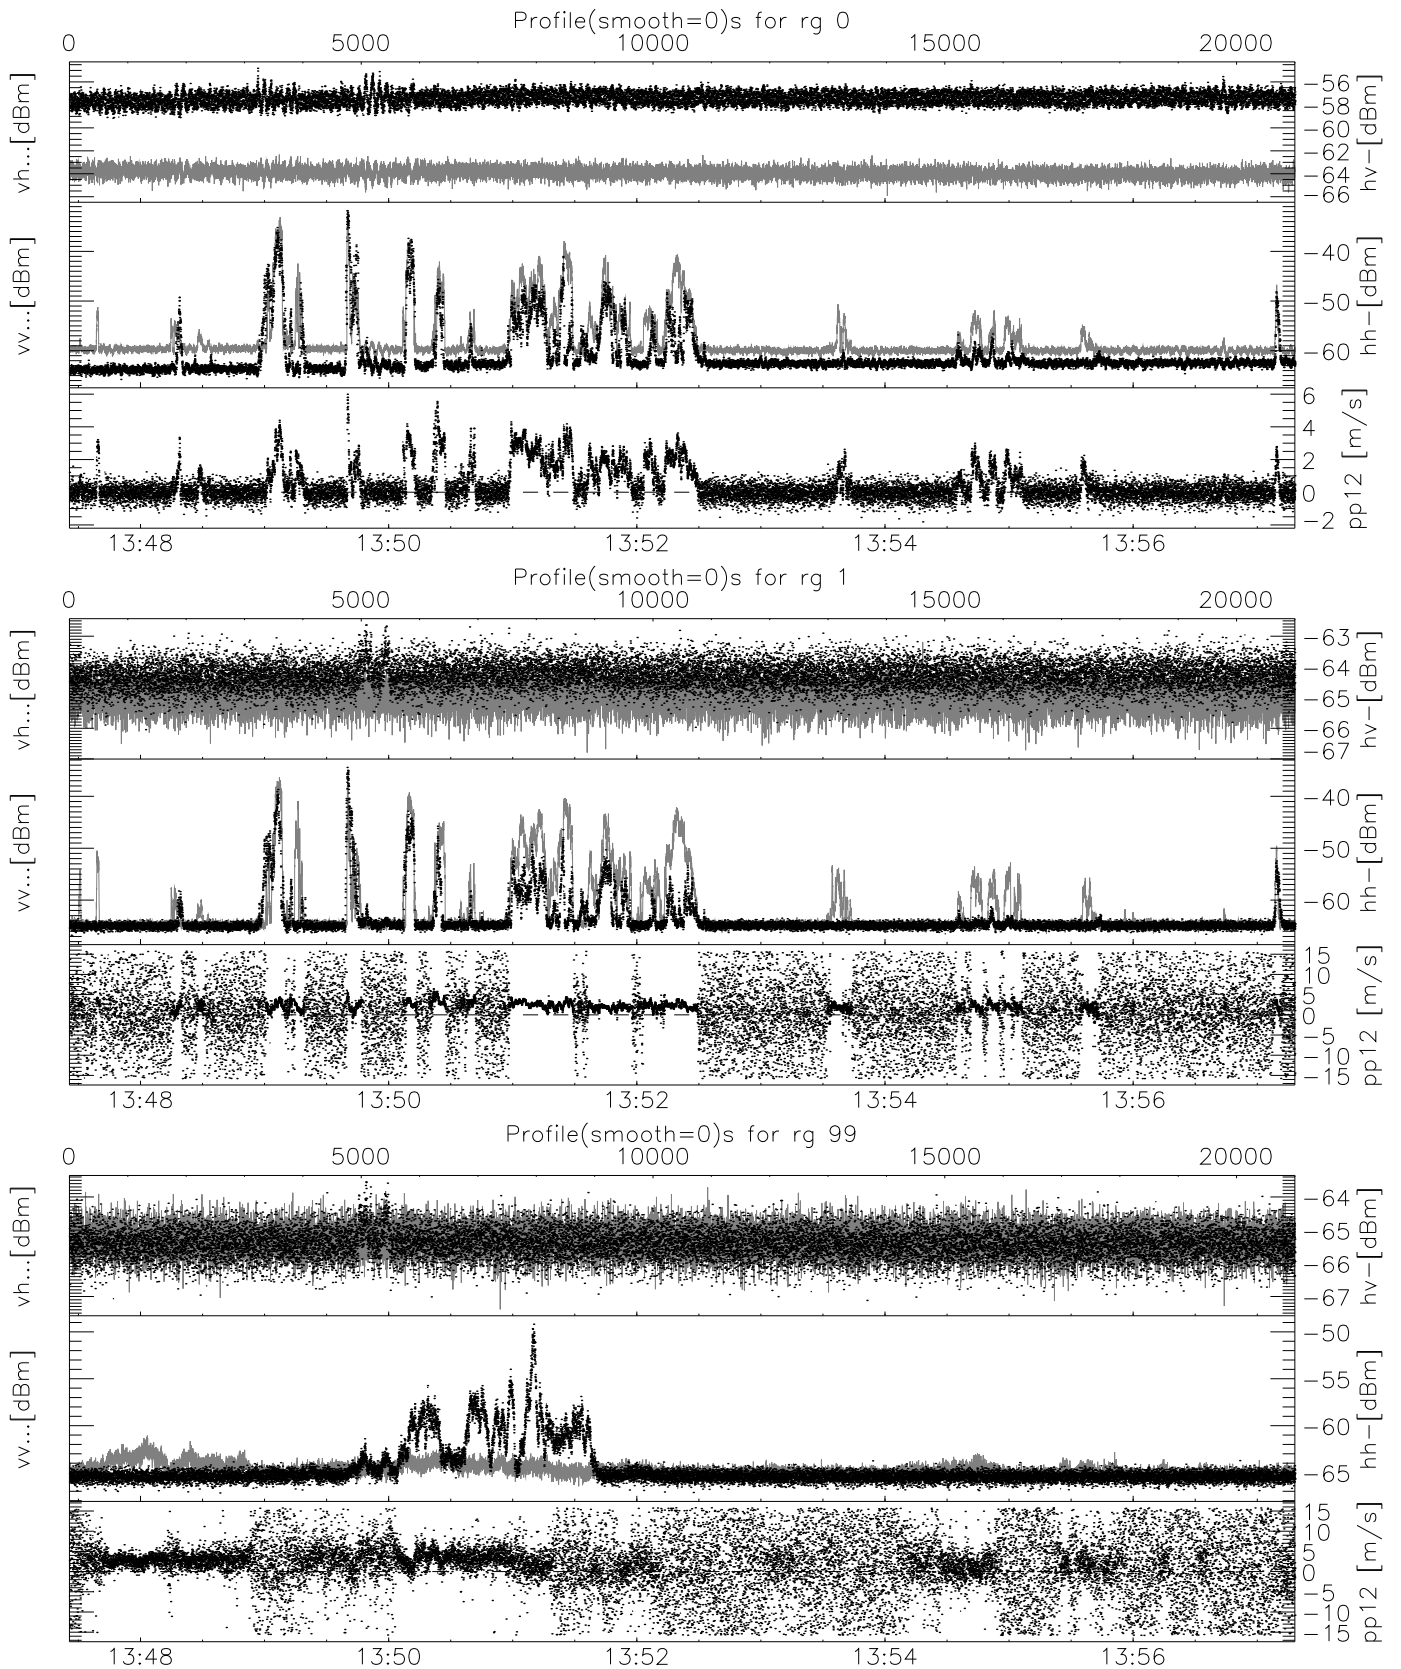 Profile(smooth=0)s for rg 0
0 5000 10000 15000 20000
vh...[dBm]
-56
-58
-60
-62
-64
-66
hv-[dBm]
vv...[dBm]
-40
-50
-60
hh-[dBm]
6
4
2
0
-2
pp12 [m/s]
13:48 13:50 13:52 13:54 13:56
Profile(smooth=0)s for rg 1
0 5000 10000 15000 20000
vh...[dBm]
-63
-64
-65
-66
-67
hv-[dBm]
vv...[dBm]
-40
-50
-60
hh-[dBm]
15
10
5
0
-5
-10
-15
pp12 [m/s]
13:48 13:50 13:52 13:54 13:56
Profile(smooth=0)s for rg 99
0 5000 10000 15000 20000
vh...[dBm]
-64
-65
-66
-67
hv-[dBm]
vv...[dBm]
-50
-55
-60
-65
hh-[dBm]
15
10
5
0
-5
-10
-15
pp12 [m/s]
13:48 13:50 13:52 13:54 13:56